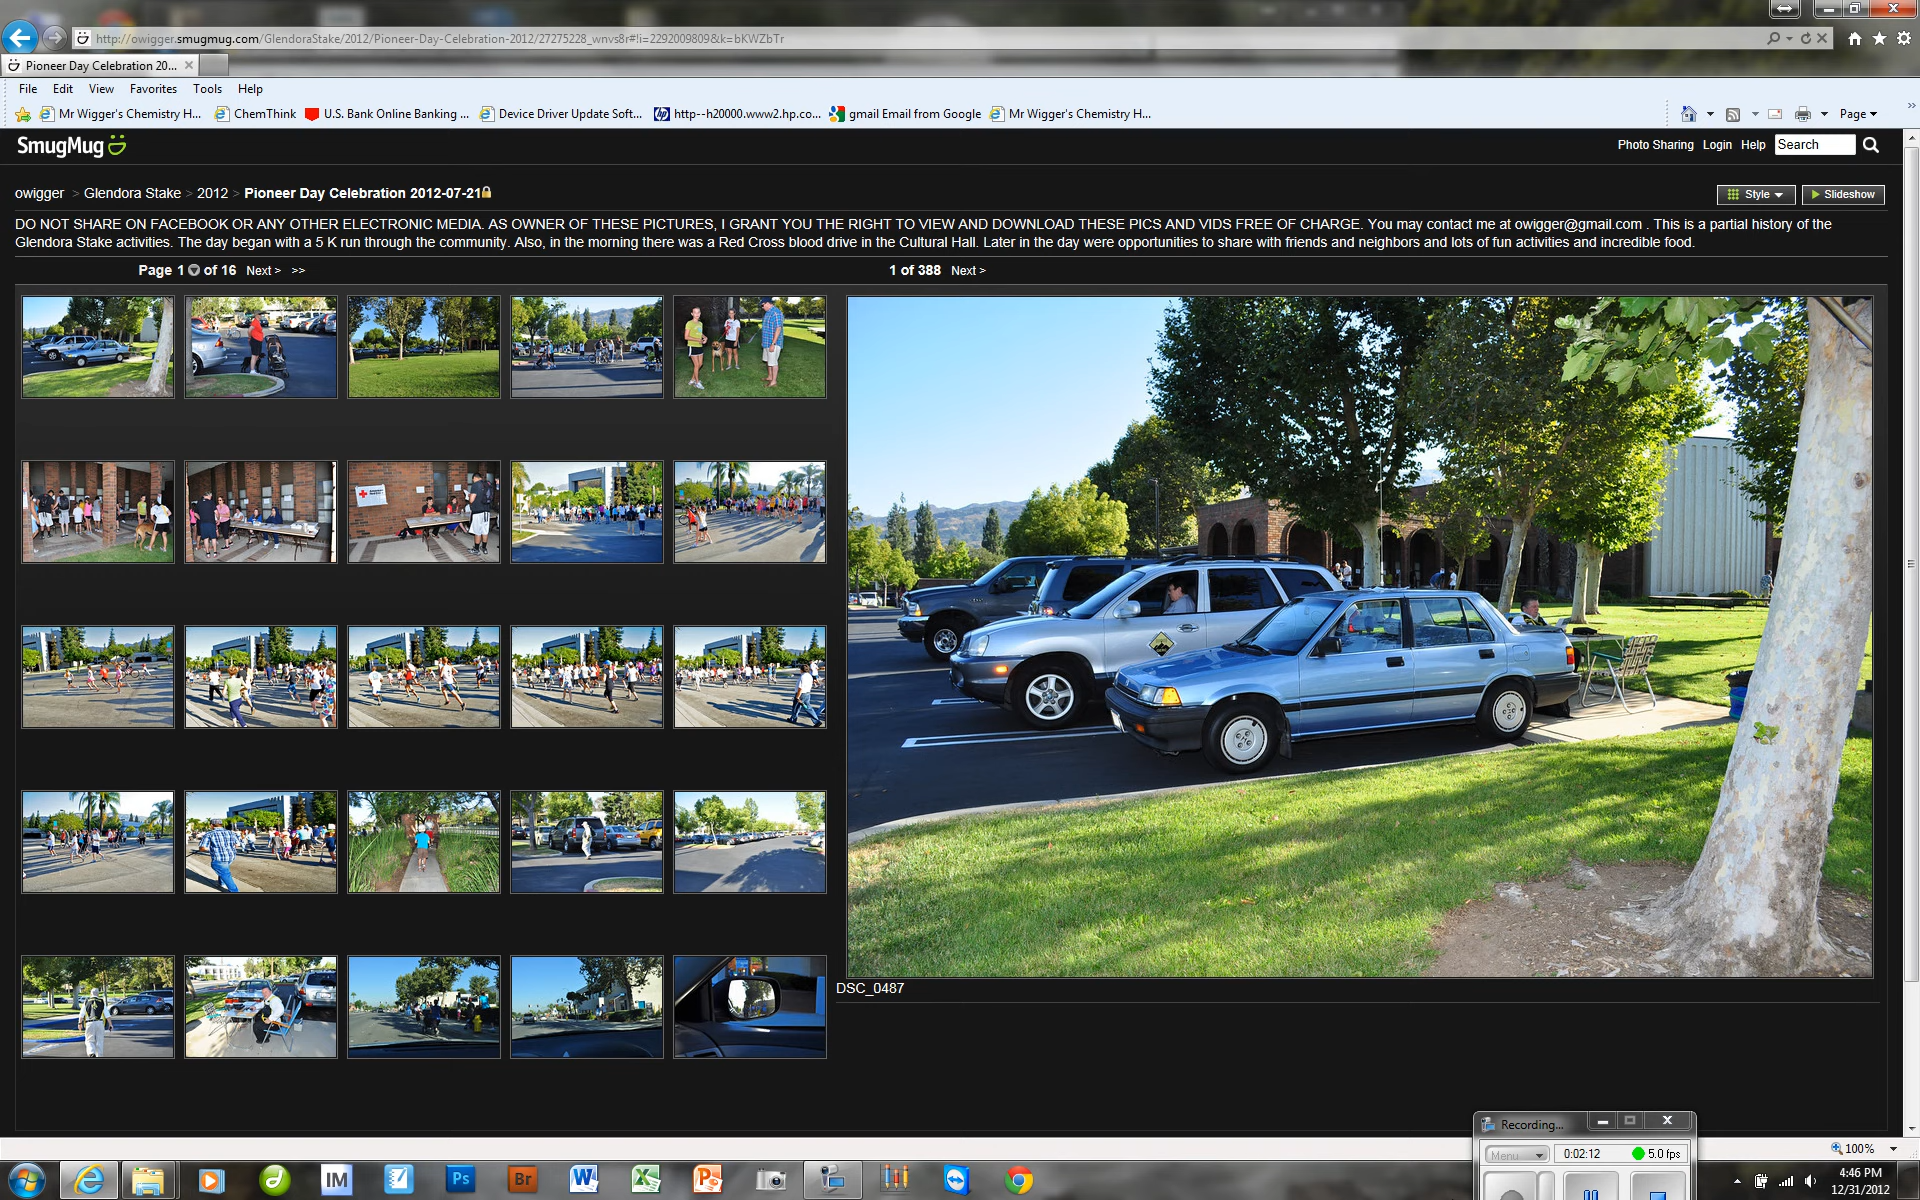 http://owigger.smugmug.com/GlendoraStake/2012/Pioneer-Day-Celebration-2012/27275228_wnvs8r#!i=2292009809&k=bKWZbTr
Pioneer Day Celebration 20...
File Edit View Favorites Tools Help
Mr Wigger's Chemistry H... ChemThink U.S. Bank Online Banking ... Device Driver Update Soft... http--h20000.www2.hp.co... gmail Email from Google Mr Wigger's Chemistry H... Page
SmugMug Photo Sharing Login Help Search
owigger > Glendora Stake > 2012 > Pioneer Day Celebration 2012-07-21 Style Slideshow
DO NOT SHARE ON FACEBOOK OR ANY OTHER ELECTRONIC MEDIA. AS OWNER OF THESE PICTURES, I GRANT YOU THE RIGHT TO VIEW AND DOWNLOAD THESE PICS AND VIDS FREE OF CHARGE. You may contact me at owigger@gmail.com . This is a partial history of the
Glendora Stake activities. The day began with a 5 K run through the community. Also, in the morning there was a Red Cross blood drive in the Cultural Hall. Later in the day were opportunities to share with friends and neighbors and lots of fun activities and incredible food.
Page 1 of 16 Next > >> 1 of 388 Next >
DSC_0487
Recording...
100%
Menu 0:02:12 5.0 fps
IM Ps Br
4:46 PM
12/31/2012